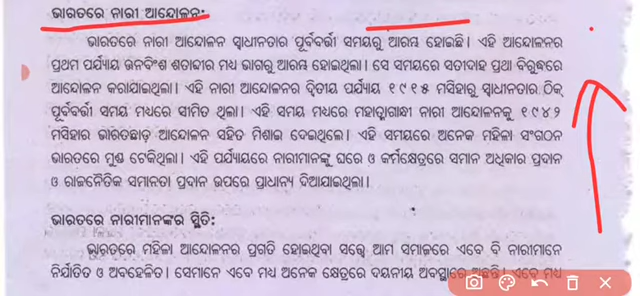 ଭାରତରେ ନାରୀ ଆନ୍ଦୋଳନ:
ଭାରତରେ ନାରୀ ଆନ୍ଦୋଳନ ସ୍ୱାଧୀନତାର ପୂର୍ବବର୍ତ୍ତୀ ସମୟରୁ ଆରମ୍ଭ ହୋଇଛି। ଏହି ଆନ୍ଦୋଳନର
ପ୍ରଥମ ପର୍ଯ୍ୟାୟ ଊନବିଂଶ ଶତାବ୍ଦୀର ମଧ୍ୟ ଭାଗରୁ ଆରମ୍ଭ ହୋଇଥିଲା। ସେ ସମୟରେ ସତୀଦାହ ପ୍ରଥା ବିରୁଦ୍ଧରେ
ଆନ୍ଦୋଳନ କରାଯାଇଥିଲା। ଏହି ନାରୀ ଆନ୍ଦୋଳନର ଦ୍ୱିତୀୟ ପର୍ଯ୍ୟାୟ ୧୯୧୫ ମସିହାରୁ ସ୍ୱାଧୀନତାର ଠିକ୍
ପୂର୍ବବର୍ତ୍ତୀ ସମୟ ମଧ୍ୟରେ ସୀମିତ ଥିଲା। ଏହି ସମୟ ମଧ୍ୟରେ ମହାତ୍ମାଗାନ୍ଧୀ ନାରୀ ଆନ୍ଦୋଳନକୁ ୧୯୪୨
ମସିହାର ଭାରତଛାଡ଼ ଆନ୍ଦୋଳନ ସହିତ ମିଶାଇ ଦେଇଥିଲେ। ଏହି ସମୟରେ ଅନେକ ମହିଳା ସଂଗଠନ
ଭାରତରେ ମୁଣ୍ଡ ଟେକିଥିଲା। ଏହି ପର୍ଯ୍ୟାୟରେ ନାରୀମାନଙ୍କୁ ଘରେ ଓ କର୍ମକ୍ଷେତ୍ରରେ ସମାନ ଅଧିକାର ପ୍ରଦାନ
ଓ ରାଜନୈତିକ ସମାନତା ପ୍ରଦାନ ଉପରେ ପ୍ରାଧାନ୍ୟ ଦିଆଯାଇଥିଲା।
ଭାରତରେ ନାରୀମାନଙ୍କର ସ୍ଥିତି:
ଭାରତରେ ମହିଳା ଆନ୍ଦୋଳନର ପ୍ରଗତି ହୋଇଥିବା ସତ୍ତ୍ୱେ ଆମ ସମାଜରେ ଏବେ ବି ନାରୀମାନେ
ନିର୍ଯାତିତ ଓ ଅବହେଳିତ। ସେମାନେ ଏବେ ମଧ୍ୟ ଅନେକ କ୍ଷେତ୍ରରେ ଦୟନୀୟ ଅବସ୍ଥାରେ ଅଛନ୍ତି। ଏବେ ମଧ୍ୟ